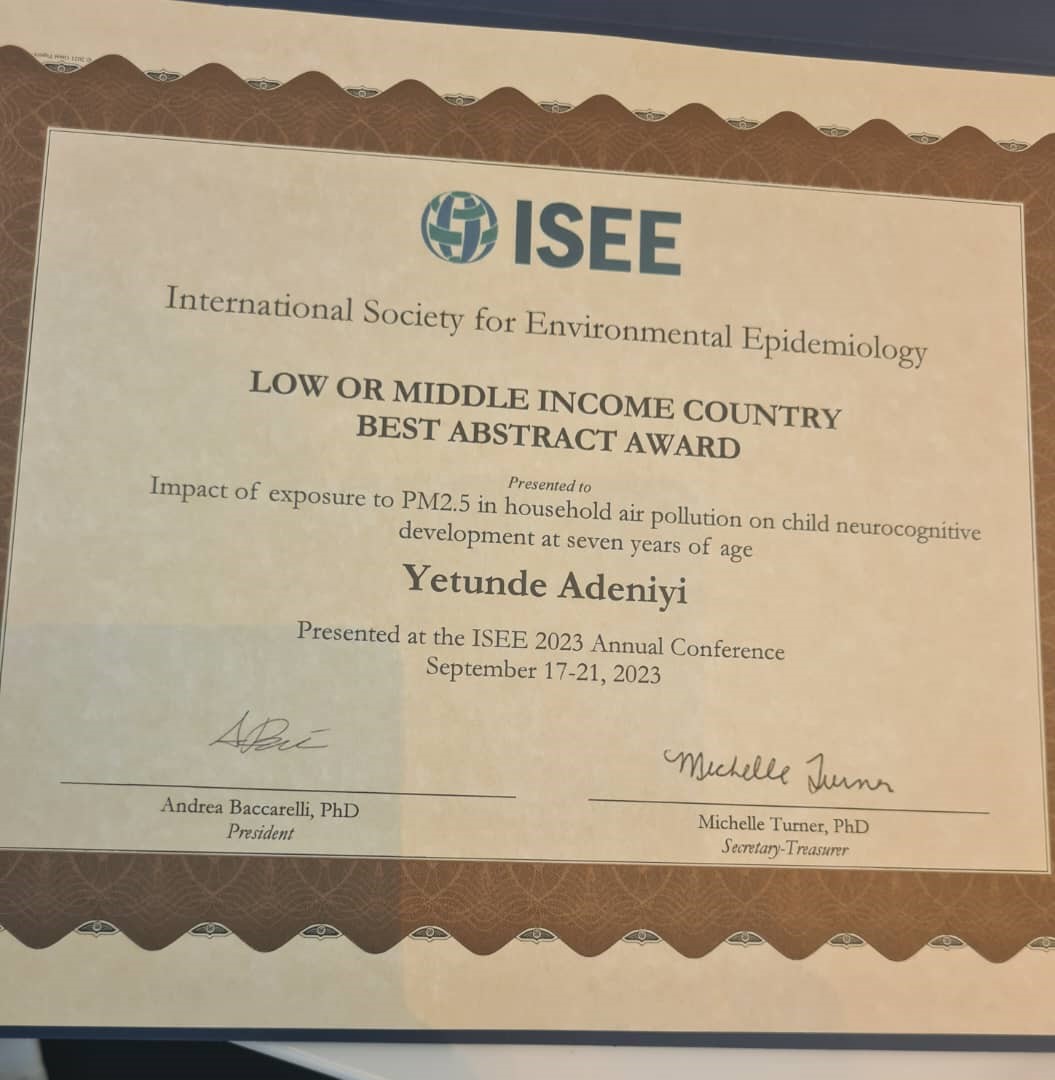 ISEE
International Society for Environmental Epidemiology
LOW OR MIDDLE INCOME COUNTRY
BEST ABSTRACT AWARD
Presented to
Impact of exposure to PM2.5 in household air pollution on child neurocognitive
development at seven years of age
Yetunde Adeniyi
Presented at the ISEE 2023 Annual Conference
September 17-21, 2023
Michelle Turner
Andrea Baccarelli, PhD
President
Michelle Turner, PhD
Secretary-Treasurer